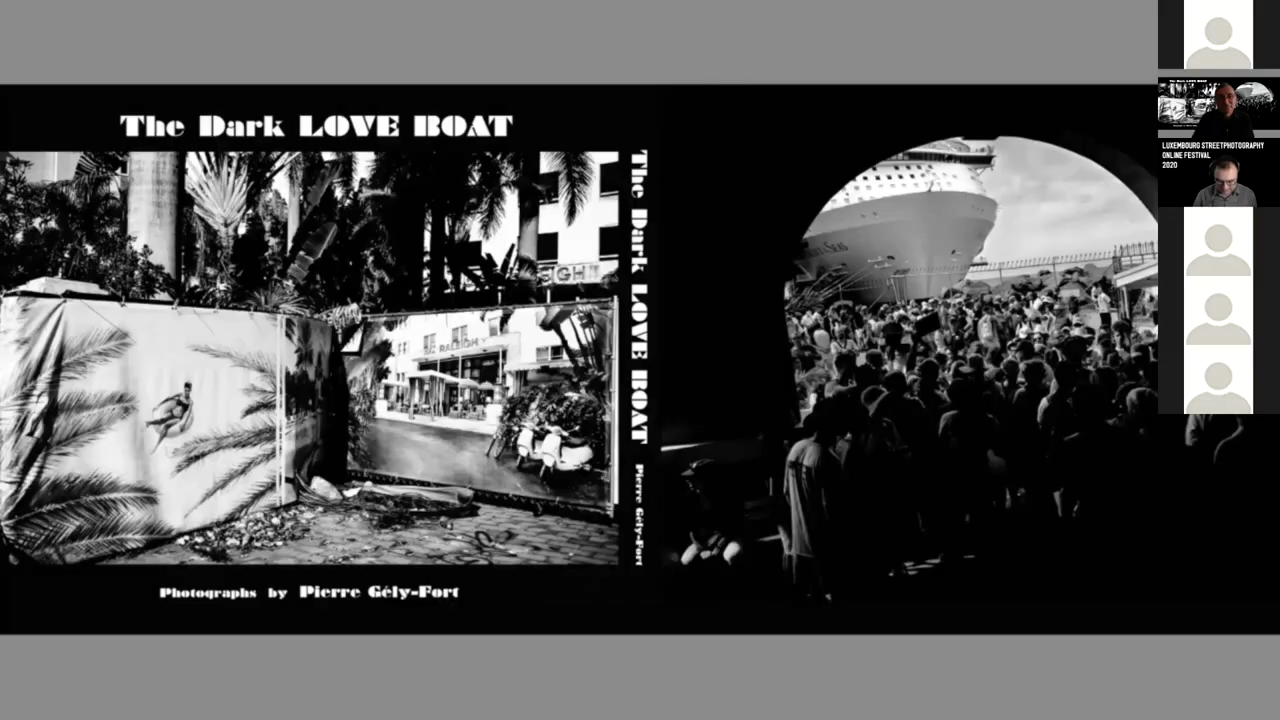 The Dark LOVE BOAT
RALEIGH
Photographs by Pierre Gély-Fort
The Dark LOVE BOAT Pierre Gély-Fort
LUXEMBOURG STREETPHOTOGRAPHY
ONLINE FESTIVAL
2020